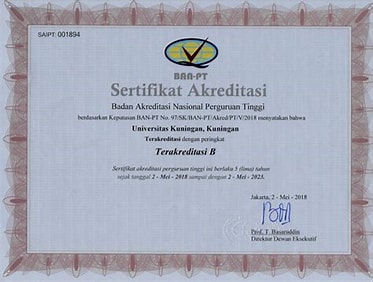 SAIPT: 001894
BAN-PT
Sertifikat Akreditasi
Badan Akreditasi Nasional Perguruan Tinggi
berdasarkan Keputusan BAN-PT No. 97/SK/BAN-PT/Akred/PT/V/2018 menyatakan bahwa
Universitas Kuningan, Kuningan
Terakreditasi dengan peringkat
Terakreditasi B
Sertifikat akreditasi perguruan tinggi ini berlaku 5 (lima) tahun
sejak tanggal 2 - Mei - 2018 sampai dengan 2 - Mei - 2023.
Jakarta, 2 - Mei - 2018
Prof. T. Basaruddin
Direktur Dewan Eksekutif